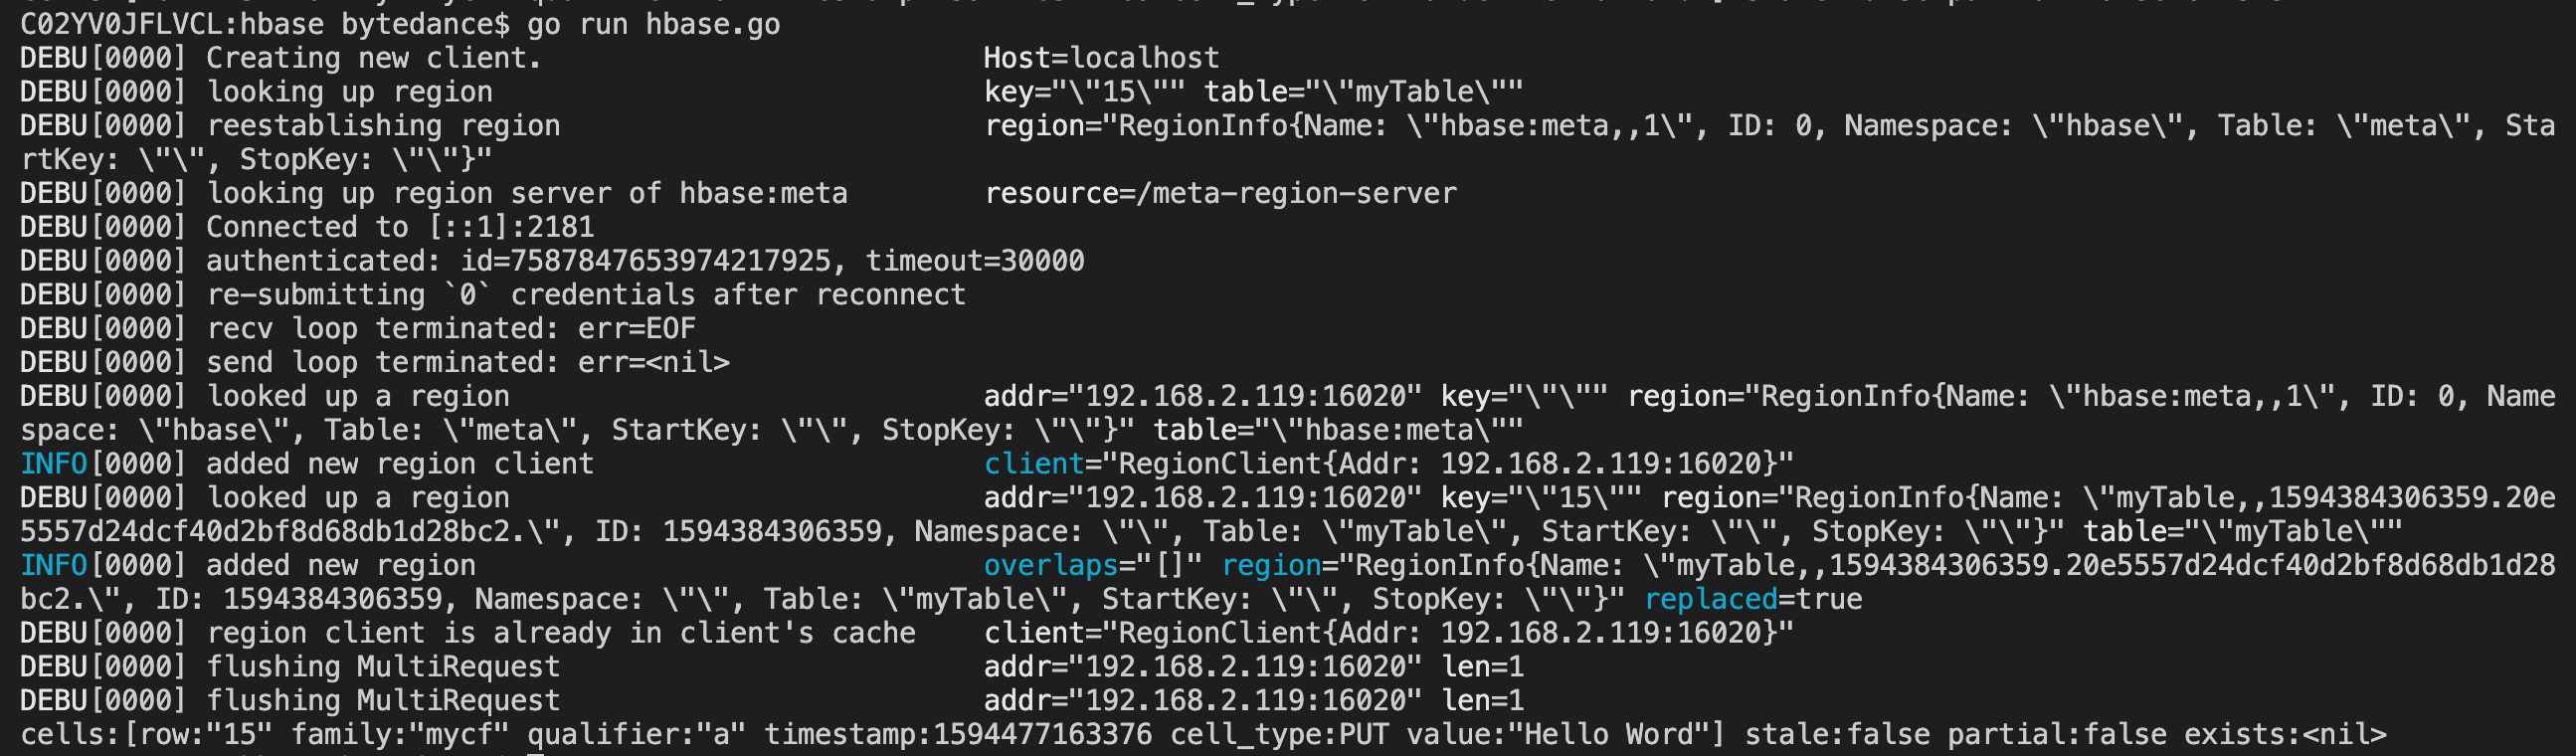 C02YV0JFLVCL:hbase bytedance$ go run hbase.go
DEBU[0000] Creating new client.                          Host=localhost
DEBU[0000] looking up region                             key="\"15\"" table="\"myTable\""
DEBU[0000] reestablishing region                         region="RegionInfo{Name: \"hbase:meta,,1\", ID: 0, Namespace: \"hbase\", Table: \"meta\", Sta
rtKey: \"\", StopKey: \"\"}"
DEBU[0000] looking up region server of hbase:meta        resource=/meta-region-server
DEBU[0000] Connected to [::1]:2181
DEBU[0000] authenticated: id=7587847653974217925, timeout=30000
DEBU[0000] re-submitting `0` credentials after reconnect
DEBU[0000] recv loop terminated: err=EOF
DEBU[0000] send loop terminated: err=<nil>
DEBU[0000] looked up a region                            addr="192.168.2.119:16020" key="\"\"" region="RegionInfo{Name: \"hbase:meta,,1\", ID: 0, Name
space: \"hbase\", Table: \"meta\", StartKey: \"\", StopKey: \"\"}" table="\"hbase:meta\""
INFO[0000] added new region client                       client="RegionClient{Addr: 192.168.2.119:16020}"
DEBU[0000] looked up a region                            addr="192.168.2.119:16020" key="\"15\"" region="RegionInfo{Name: \"myTable,,1594384306359.20e
5557d24dcf40d2bf8d68db1d28bc2.\", ID: 1594384306359, Namespace: \"\", Table: \"myTable\", StartKey: \"\", StopKey: \"\"}" table="\"myTable\""
INFO[0000] added new region                              overlaps="[]" region="RegionInfo{Name: \"myTable,,1594384306359.20e5557d24dcf40d2bf8d68db1d28
bc2.\", ID: 1594384306359, Namespace: \"\", Table: \"myTable\", StartKey: \"\", StopKey: \"\"}" replaced=true
DEBU[0000] region client is already in client's cache    client="RegionClient{Addr: 192.168.2.119:16020}"
DEBU[0000] flushing MultiRequest                         addr="192.168.2.119:16020" len=1
DEBU[0000] flushing MultiRequest                         addr="192.168.2.119:16020" len=1
cells:[row:"15" family:"mycf" qualifier:"a" timestamp:1594477163376 cell_type:PUT value:"Hello Word"] stale:false partial:false exists:<nil>